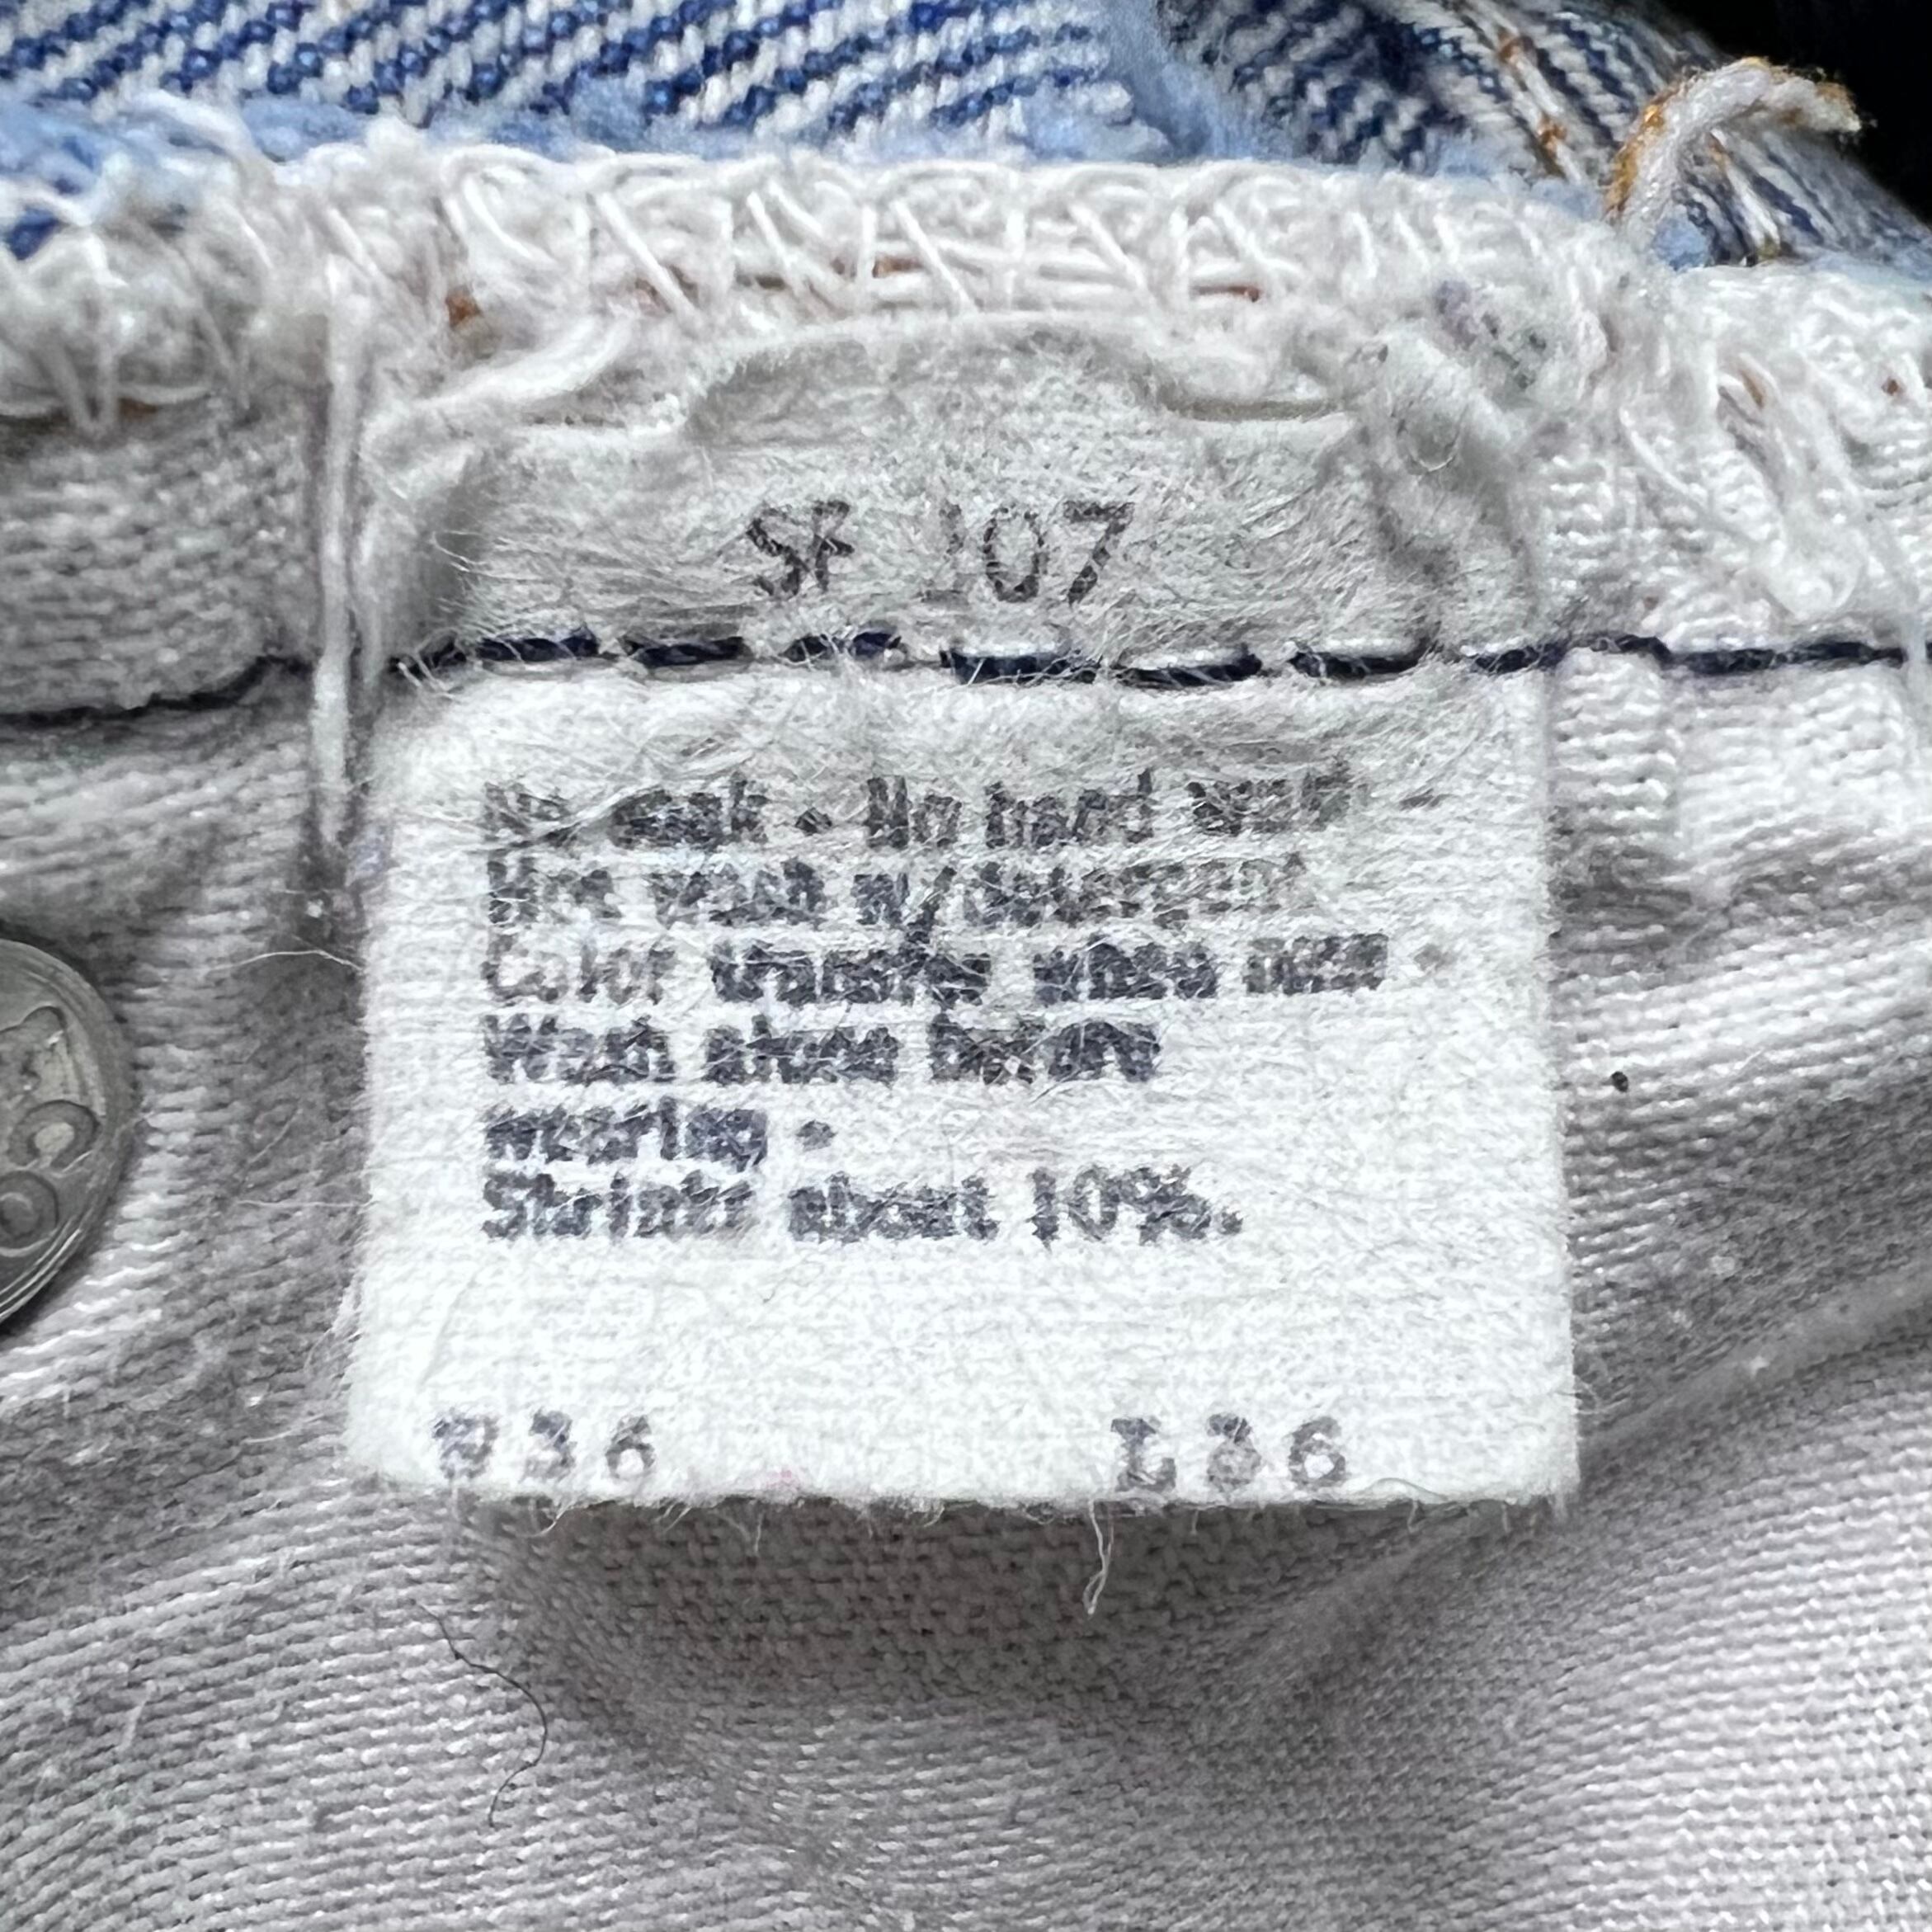 SF 207
No soak • No hard wash •
Hot wash w/detergent
Color transfer when new •
Wash alone before
wearing •
Shrinks about 10%.
W36 L36